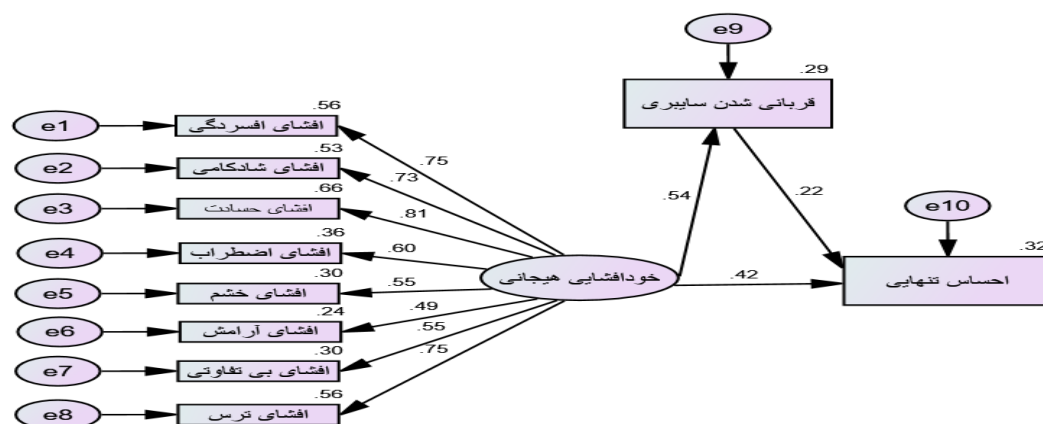 e9
.29
قربانی شدن سایبری
.56
e1
افشای افسردگی
.75
.53
e2
افشای شادکامی
.73
.66
e3
افشای حسادت
.81
.54
.22
e10
.36
e4
افشای اضطراب
.60
.32
خودافشایی هیجانی
.42
احساس تنهایی
.30
e5
افشای خشم
.55
.24
e6
افشای آرامش
.49
.30
e7
افشای بی تفاوتی
.55
.75
.56
e8
افشای ترس